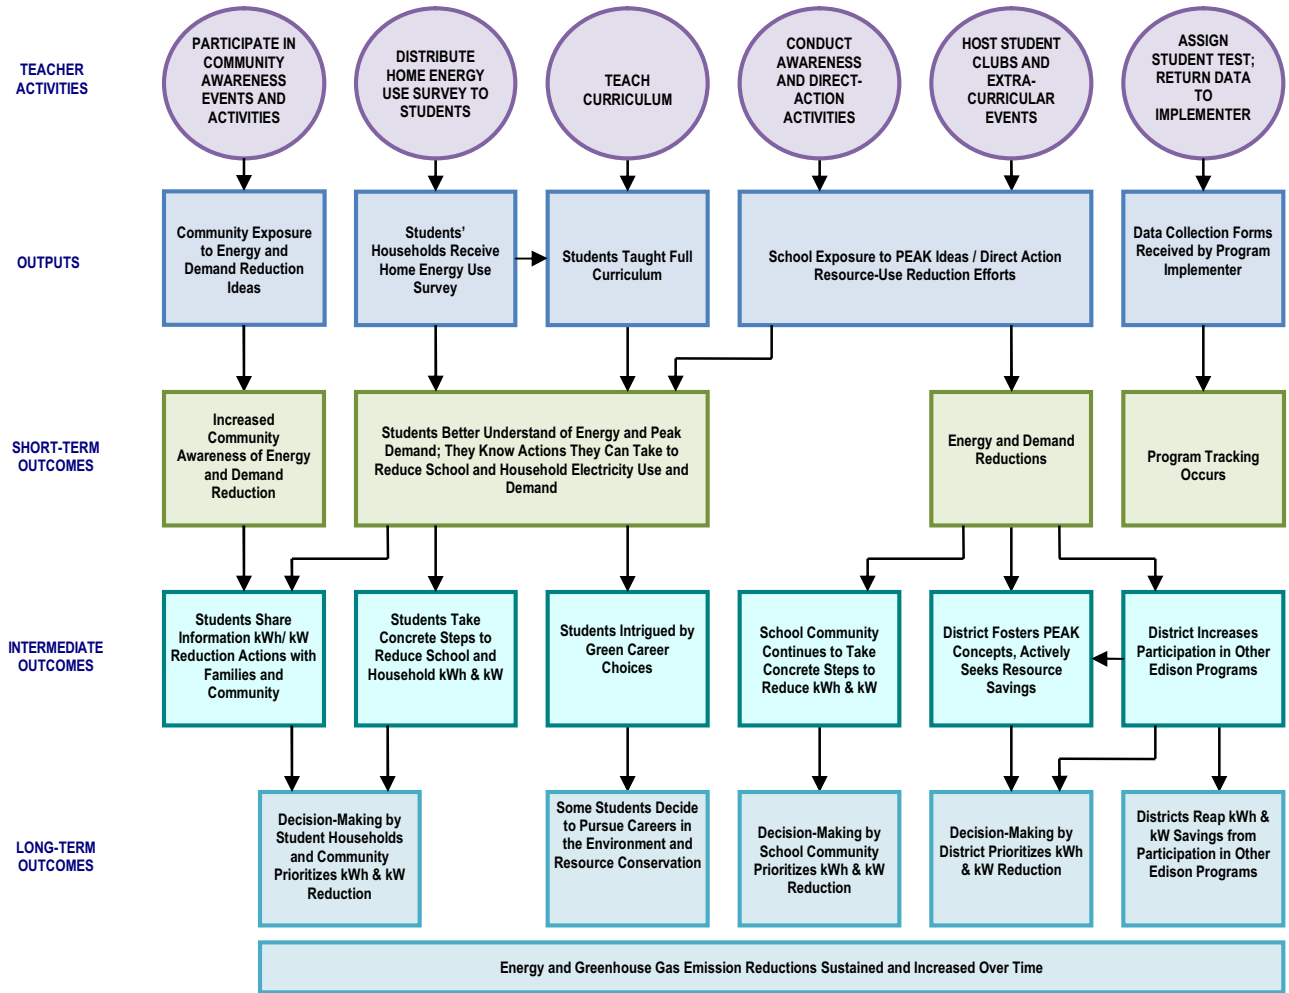 TEACHER
ACTIVITIES
PARTICIPATE IN
COMMUNITY
AWARENESS
EVENTS AND
ACTIVITIES
DISTRIBUTE
HOME ENERGY
USE SURVEY TO
STUDENTS
TEACH
CURRICULUM
CONDUCT
AWARENESS
AND DIRECT-
ACTION
ACTIVITIES
HOST STUDENT
CLUBS AND
EXTRA-
CURRICULAR
EVENTS
ASSIGN
STUDENT TEST;
RETURN DATA
TO
IMPLEMENTER
OUTPUTS
Community Exposure
to Energy and
Demand Reduction
Ideas
Students’
Households Receive
Home Energy Use
Survey
Students Taught Full
Curriculum
School Exposure to PEAK Ideas / Direct Action
Resource-Use Reduction Efforts
Data Collection Forms
Received by Program
Implementer
SHORT-TERM
OUTCOMES
Increased
Community
Awareness of Energy
and Demand
Reduction
Students Better Understand of Energy and Peak
Demand; They Know Actions They Can Take to
Reduce School and Household Electricity Use and
Demand
Energy and Demand
Reductions
Program Tracking
Occurs
INTERMEDIATE
OUTCOMES
Students Share
Information kWh/ kW
Reduction Actions with
Families and
Community
Students Take
Concrete Steps to
Reduce School and
Household kWh & kW
Students Intrigued by
Green Career
Choices
School Community
Continues to Take
Concrete Steps to
Reduce kWh & kW
District Fosters PEAK
Concepts, Actively
Seeks Resource
Savings
District Increases
Participation in Other
Edison Programs
LONG-TERM
OUTCOMES
Decision-Making by
Student Households
and Community
Prioritizes kWh & kW
Reduction
Some Students Decide
to Pursue Careers in
the Environment and
Resource Conservation
Decision-Making by
School Community
Prioritizes kWh & kW
Reduction
Decision-Making by
District Prioritizes kWh
& kW Reduction
Districts Reap kWh &
kW Savings from
Participation in Other
Edison Programs
Energy and Greenhouse Gas Emission Reductions Sustained and Increased Over Time